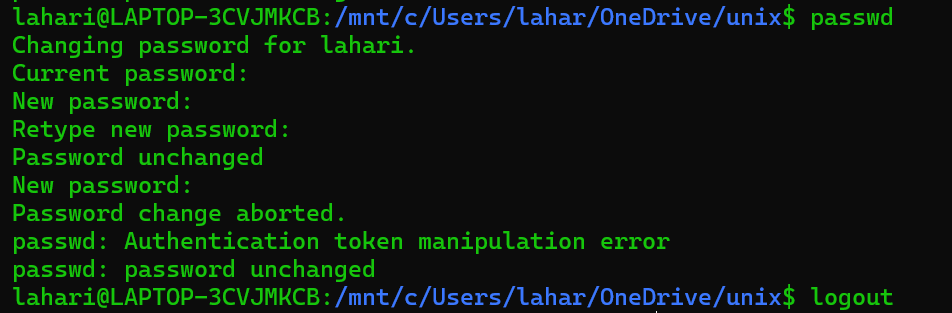 lahari@LAPTOP-3CVJMKCB:/mnt/c/Users/lahar/OneDrive/unix$ passwd
Changing password for lahari.
Current password:
New password:
Retype new password:
Password unchanged
New password:
Password change aborted.
passwd: Authentication token manipulation error
passwd: password unchanged
lahari@LAPTOP-3CVJMKCB:/mnt/c/Users/lahar/OneDrive/unix$ logout